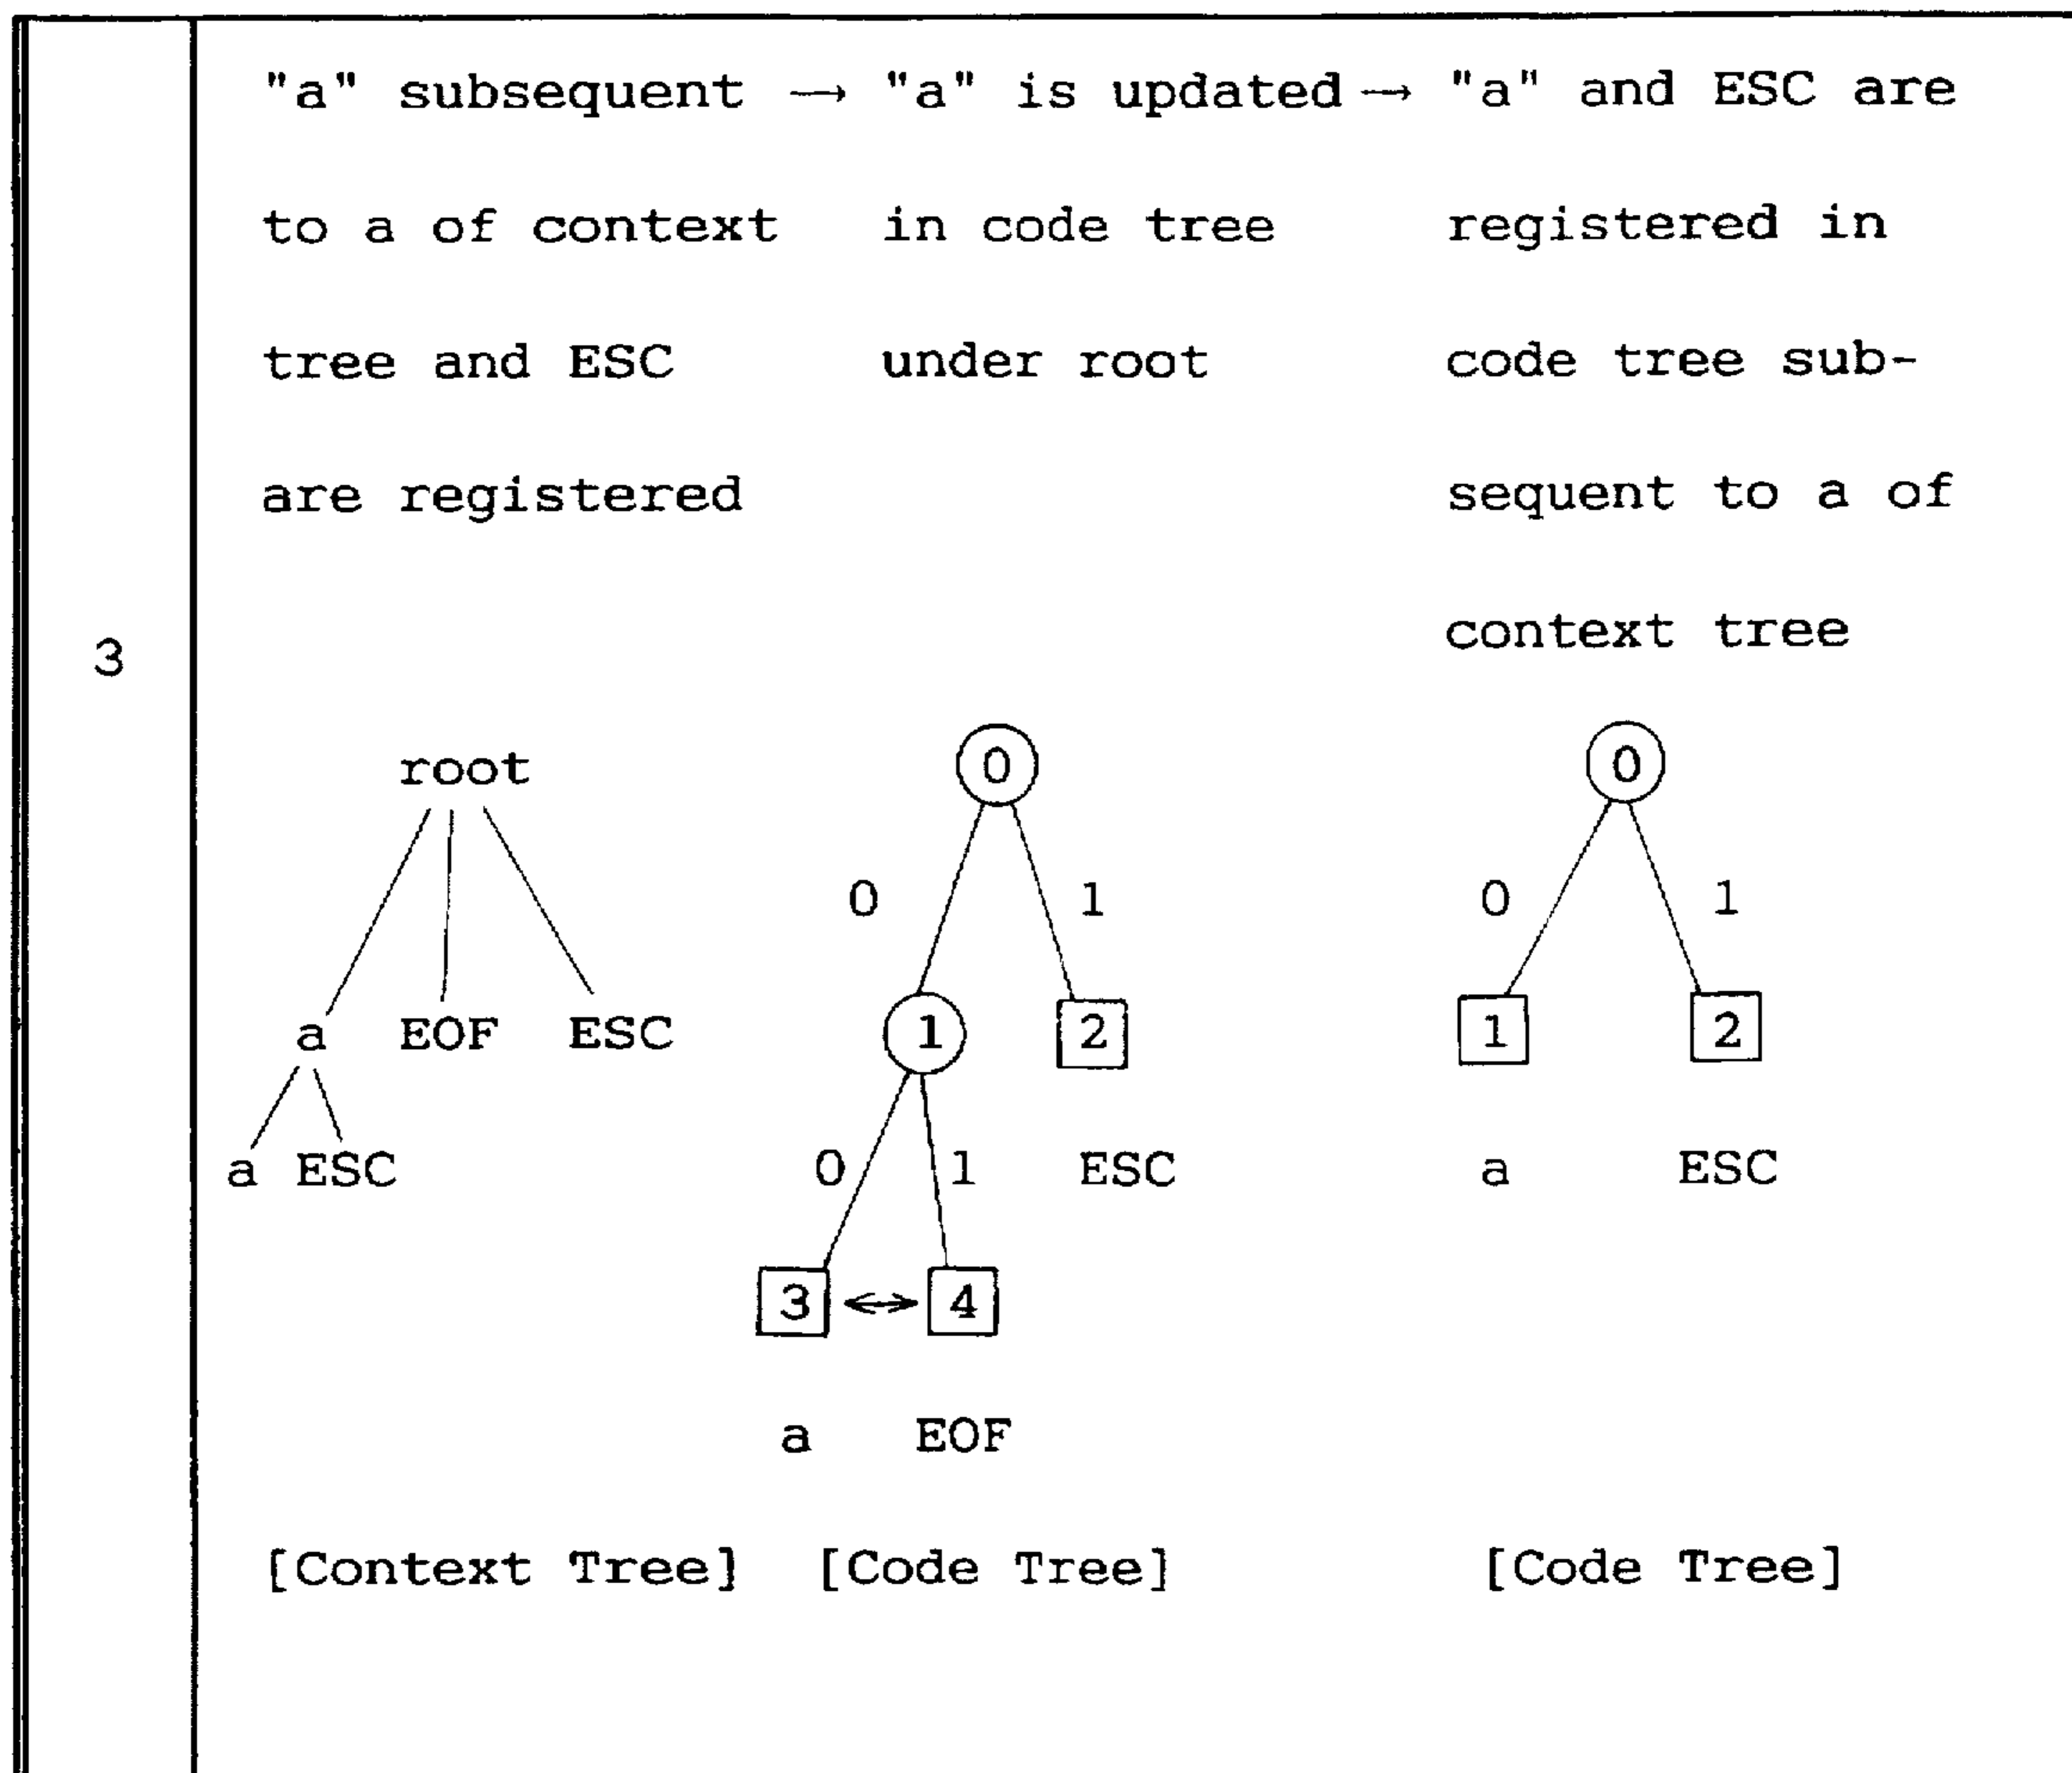 "a" subsequent → "a" is updated → "a" and ESC are
to a of context in code tree registered in
tree and ESC under root code tree sub-
are registered sequent to a of
context tree
3
root 0 0
0 1 0 1
a EOF ESC 1 2 1 2
a ESC 0 1 ESC a ESC
3 ↔ 4
a EOF
[Context Tree] [Code Tree] [Code Tree]